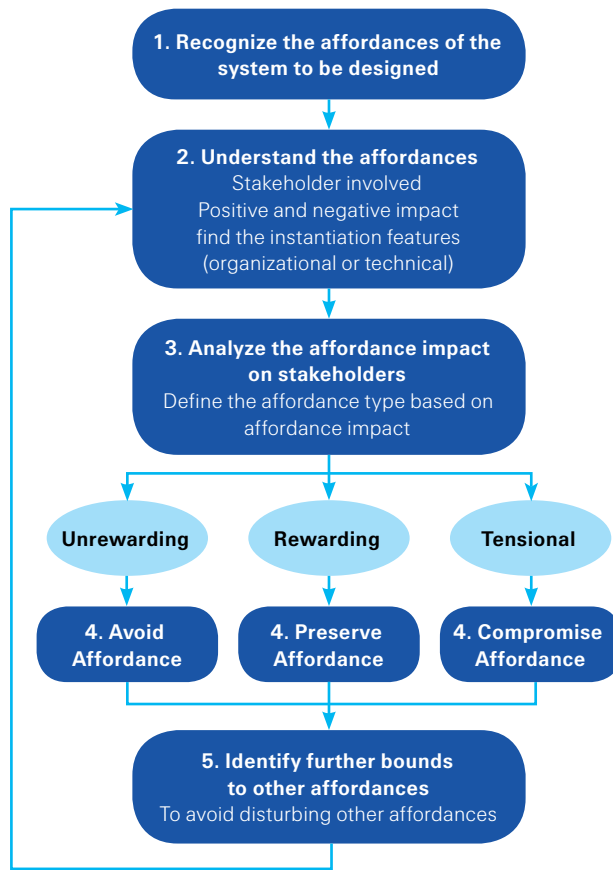 1. Recognize the affordances of the
system to be designed
2. Understand the affordances
Stakeholder involved
Positive and negative impact
find the instantiation features
(organizational or technical)
3. Analyze the affordance impact
on stakeholders
Define the affordance type based on
affordance impact
Unrewarding
Rewarding
Tensional
4. Avoid
Affordance
4. Preserve
Affordance
4. Compromise
Affordance
5. Identify further bounds
to other affordances
To avoid disturbing other affordances